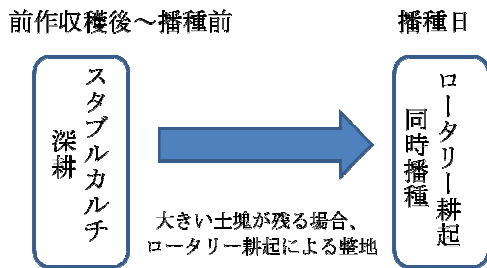 前作収穫後～播種前
播種日
スタブルカルチ
深耕
大きい土塊が残る場合、
ロータリー耕起による整地
ロータリー耕起
同時播種